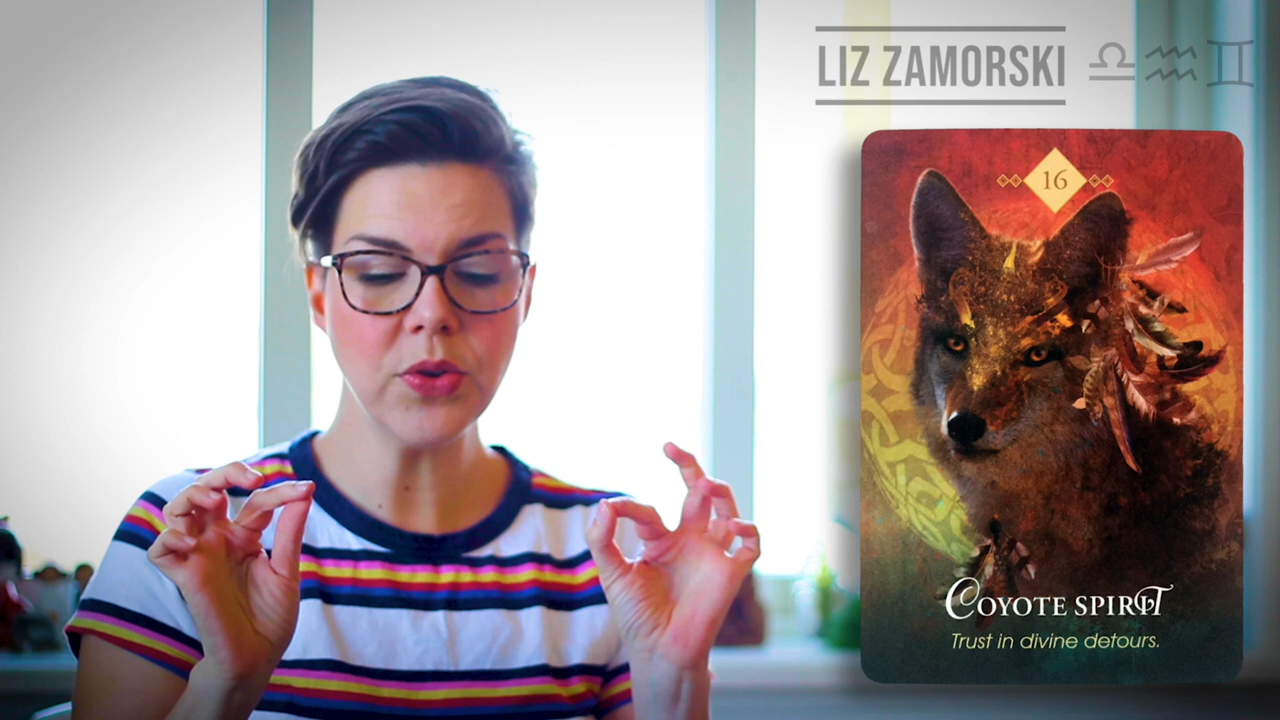 LIZ ZAMORSKI ♎♒♊
16
COYOTE SPIRIT
Trust in divine detours.